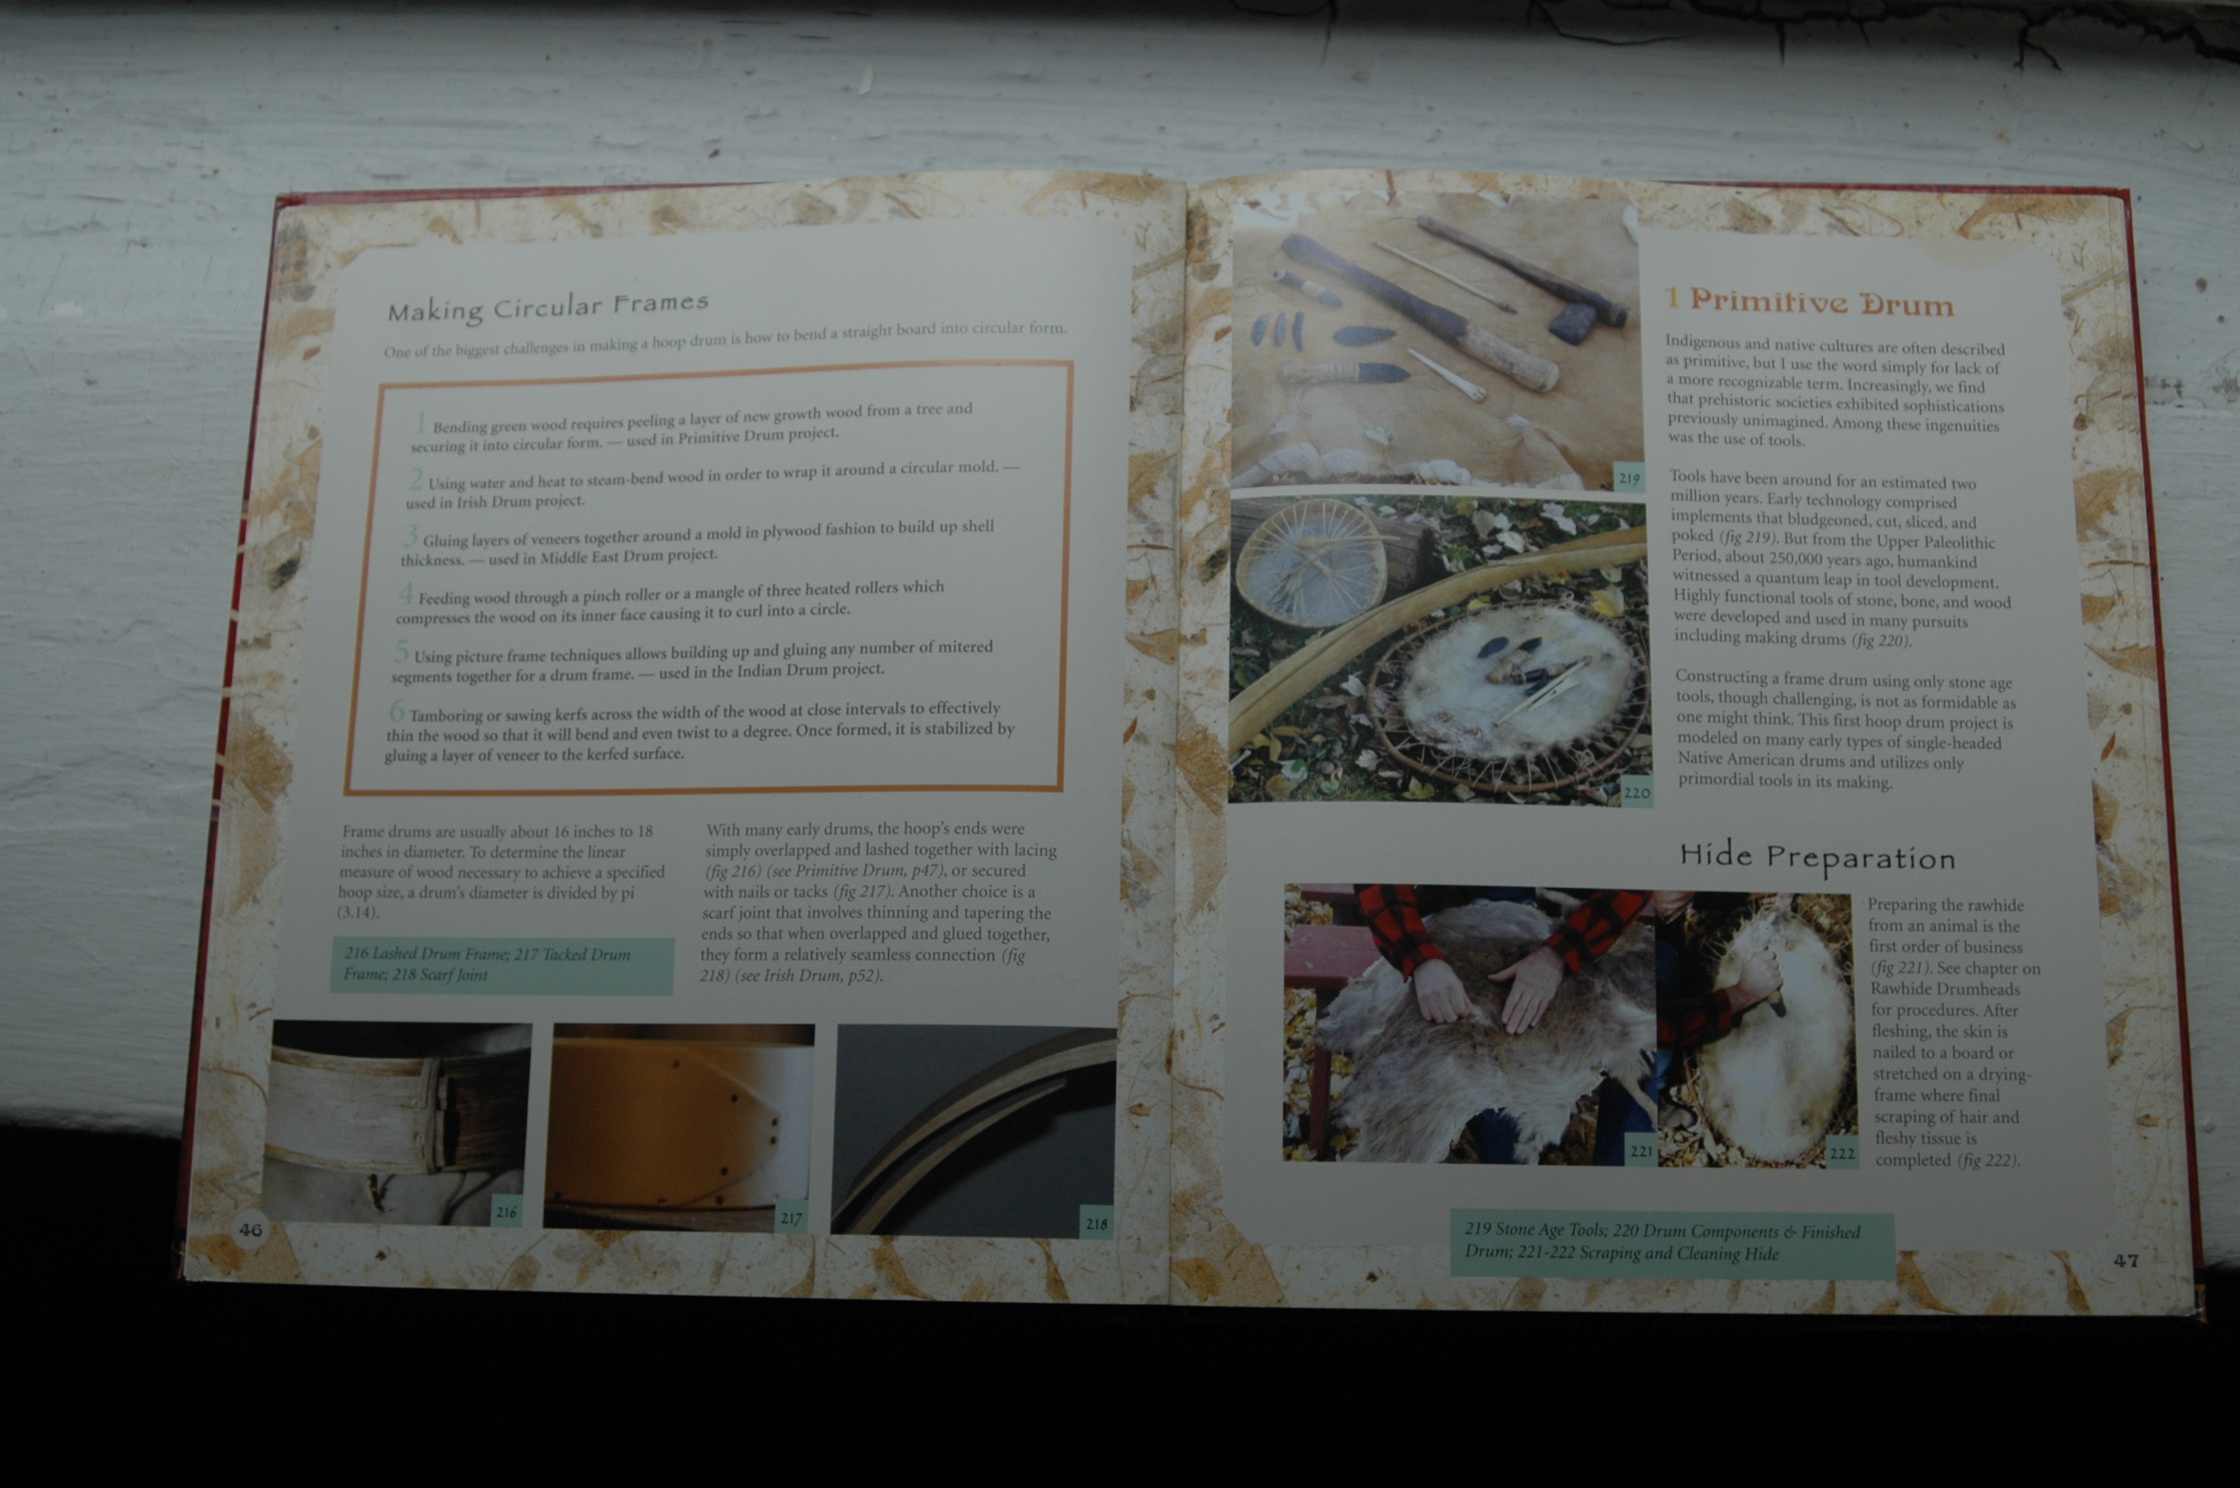 Making Circular Frames
One of the biggest challenges in making a hoop drum is how to bend a straight board into circular form.
1 Bending green wood requires peeling a layer of new growth wood from a tree and
securing it into circular form. — used in Primitive Drum project.
2 Using water and heat to steam-bend wood in order to wrap it around a circular mold. —
used in Irish Drum project.
3 Gluing layers of veneers together around a mold in plywood fashion to build up shell
thickness. — used in Middle East Drum project.
4 Feeding wood through a pinch roller or a mangle of three heated rollers which
compresses the wood on its inner face causing it to curl into a circle.
5 Using picture frame techniques allows building up and gluing any number of mitered
segments together for a drum frame. — used in the Indian Drum project.
6 Tamboring or sawing kerfs across the width of the wood at close intervals to effectively
thin the wood so that it will bend and even twist to a degree. Once formed, it is stabilized by
gluing a layer of veneer to the kerfed surface.
Frame drums are usually about 16 inches to 18
inches in diameter. To determine the linear
measure of wood necessary to achieve a specified
hoop size, a drum's diameter is divided by pi
(3.14).
216 Lashed Drum Frame; 217 Tacked Drum
Frame; 218 Scarf Joint
With many early drums, the hoop's ends were
simply overlapped and lashed together with lacing
(fig 216) (see Primitive Drum, p47), or secured
with nails or tacks (fig 217). Another choice is a
scarf joint that involves thinning and tapering the
ends so that when overlapped and glued together,
they form a relatively seamless connection (fig
218) (see Irish Drum, p52).
216
217
218
46
219
220
1 Primitive Drum
Indigenous and native cultures are often described
as primitive, but I use the word simply for lack of
a more recognizable term. Increasingly, we find
that prehistoric societies exhibited sophistications
previously unimagined. Among these ingenuities
was the use of tools.
Tools have been around for an estimated two
million years. Early technology comprised
implements that bludgeoned, cut, sliced, and
poked (fig 219). But from the Upper Paleolithic
Period, about 250,000 years ago, humankind
witnessed a quantum leap in tool development.
Highly functional tools of stone, bone, and wood
were developed and used in many pursuits
including making drums (fig 220).
Constructing a frame drum using only stone age
tools, though challenging, is not as formidable as
one might think. This first hoop drum project is
modeled on many early types of single-headed
Native American drums and utilizes only
primordial tools in its making.
Hide Preparation
221
222
Preparing the rawhide
from an animal is the
first order of business
(fig 221). See chapter on
Rawhide Drumheads
for procedures. After
fleshing, the skin is
nailed to a board or
stretched on a drying-
frame where final
scraping of hair and
fleshy tissue is
completed (fig 222).
219 Stone Age Tools; 220 Drum Components & Finished
Drum; 221-222 Scraping and Cleaning Hide
47